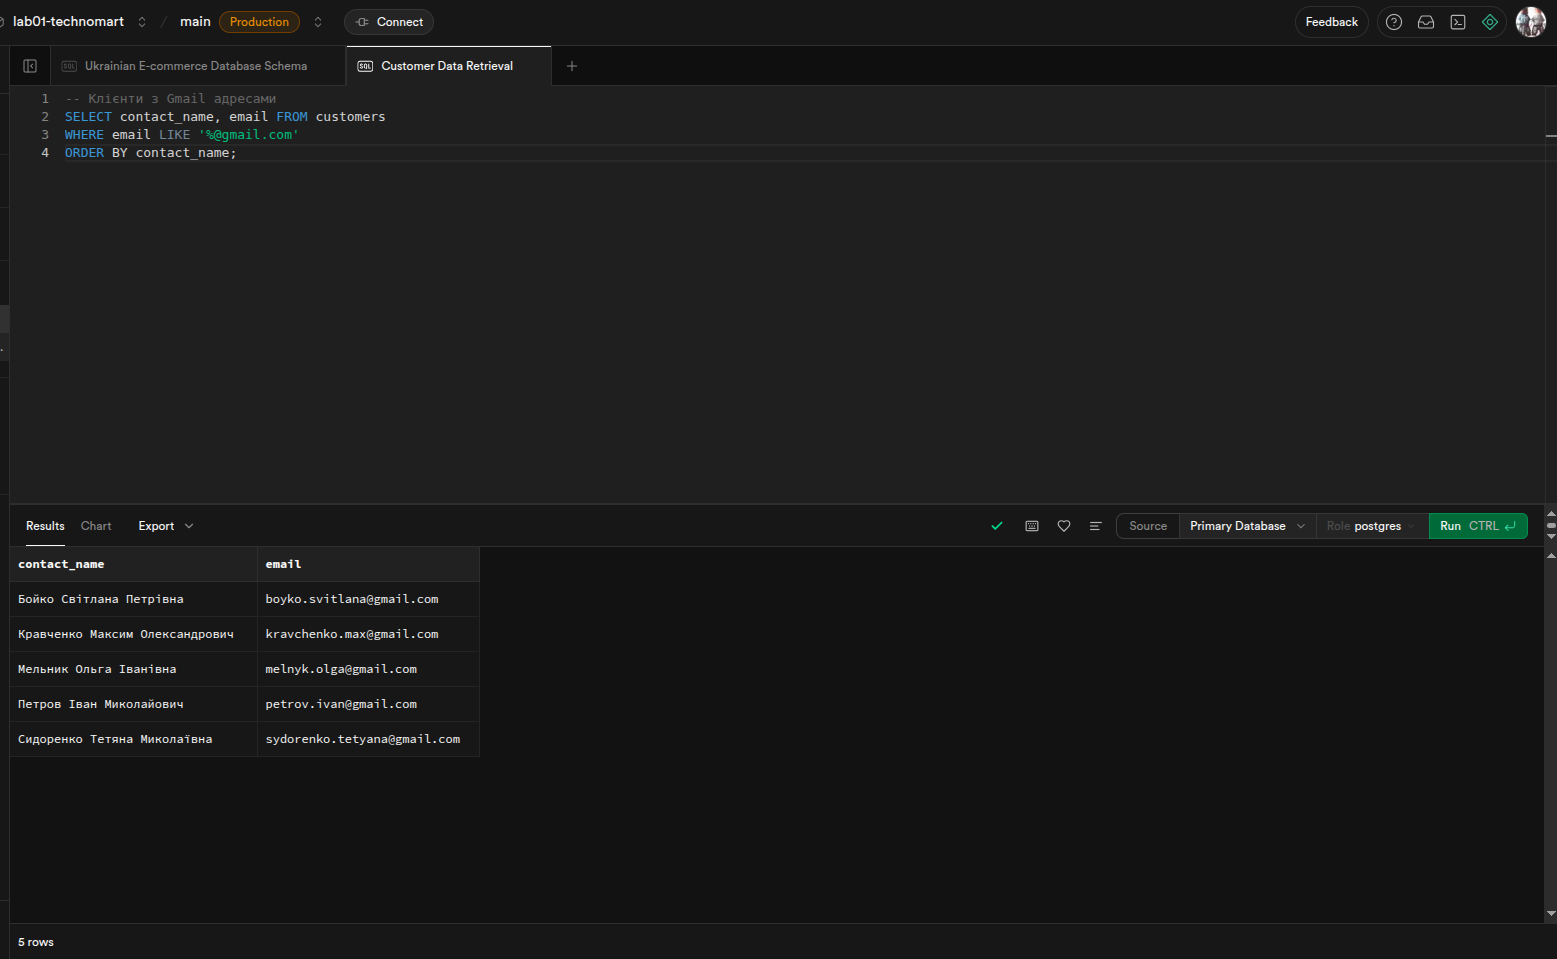 lab01-technomart / main Production Connect Feedback
Ukrainian E-commerce Database Schema
Customer Data Retrieval
1 -- Клієнти з Gmail адресами
2 SELECT contact_name, email FROM customers
3 WHERE email LIKE '%@gmail.com'
4 ORDER BY contact_name;
Results Chart Export Source Primary Database Role postgres Run CTRL
contact_name email
Бойко Світлана Петрівна boyko.svitlana@gmail.com
Кравченко Максим Олександрович kravchenko.max@gmail.com
Мельник Ольга Іванівна melnyk.olga@gmail.com
Петров Іван Миколайович petrov.ivan@gmail.com
Сидоренко Тетяна Миколаївна sydorenko.tetyana@gmail.com
5 rows